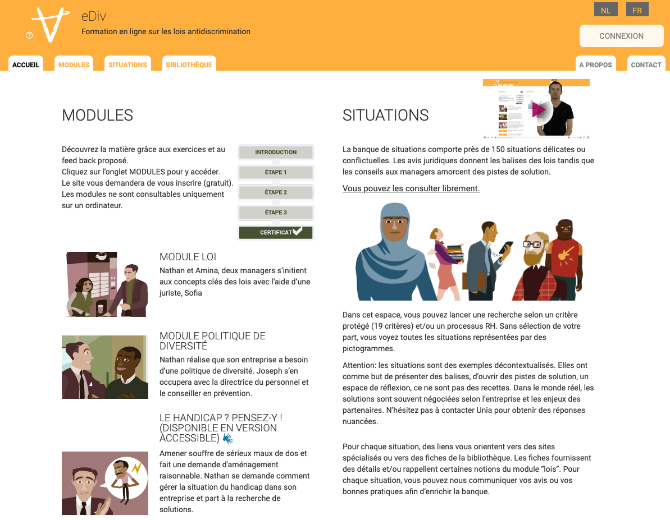 eDiv
Formation en ligne sur les lois antidiscrimination
NL
FR
CONNEXION
ACCUEIL
MODULES
SITUATIONS
BIBLIOTHÈQUE
A PROPOS
CONTACT
MODULES
Découvrez la matière grâce aux exercices et au
feed back proposé.
Cliquez sur l'onglet MODULES pour y accéder.
Le site vous demandera de vous inscrire (gratuit).
Les modules ne sont consultables uniquement
sur un ordinateur.
INTRODUCTION
ÉTAPE 1
ÉTAPE 2
ÉTAPE 3
CERTIFICAT
MODULE LOI
Nathan et Amina, deux managers s'initient
aux concepts clés des lois avec l'aide d'une
juriste, Sofia
MODULE POLITIQUE DE
DIVERSITÉ
Nathan réalise que son entreprise a besoin
d'une politique de diversité. Joseph s'en
occupera avec la directrice du personnel et
le conseiller en prévention.
LE HANDICAP ? PENSEZ-Y !
(DISPONIBLE EN VERSION
ACCESSIBLE)
Amener souffre de sérieux maux de dos et
fait une demande d'aménagement
raisonnable. Nathan se demande comment
gérer la situation du handicap dans son
entreprise et part à la recherche de
solutions.
SITUATIONS
La banque de situations comporte près de 150 situations délicates ou
conflictuelles. Les avis juridiques donnent les balises des lois tandis que
les conseils aux managers amorcent des pistes de solution.
Vous pouvez les consulter librement.
Dans cet espace, vous pouvez lancer une recherche selon un critère
protégé (19 critères) et/ou un processus RH. Sans sélection de votre
part, vous voyez toutes les situations représentées par des
pictogrammes.
Attention: les situations sont des exemples décontextualisés. Elles ont
comme but de présenter des balises, d'ouvrir des pistes de solution, un
espace de réflexion, ce ne sont pas des recettes. Dans le monde réel, les
solutions sont souvent négociées selon l'entreprise et les enjeux des
partenaires. N'hésitez pas à contacter Unia pour obtenir des réponses
nuancées.
Pour chaque situation, des liens vous orientent vers des sites
spécialisés ou vers des fiches de la bibliothèque. Les fiches fournissent
des détails et/ou rappellent certaines notions du module "lois". Pour
chaque situation, vous pouvez nous communiquer vos avis ou vos
bonnes pratiques afin d'enrichir la banque.